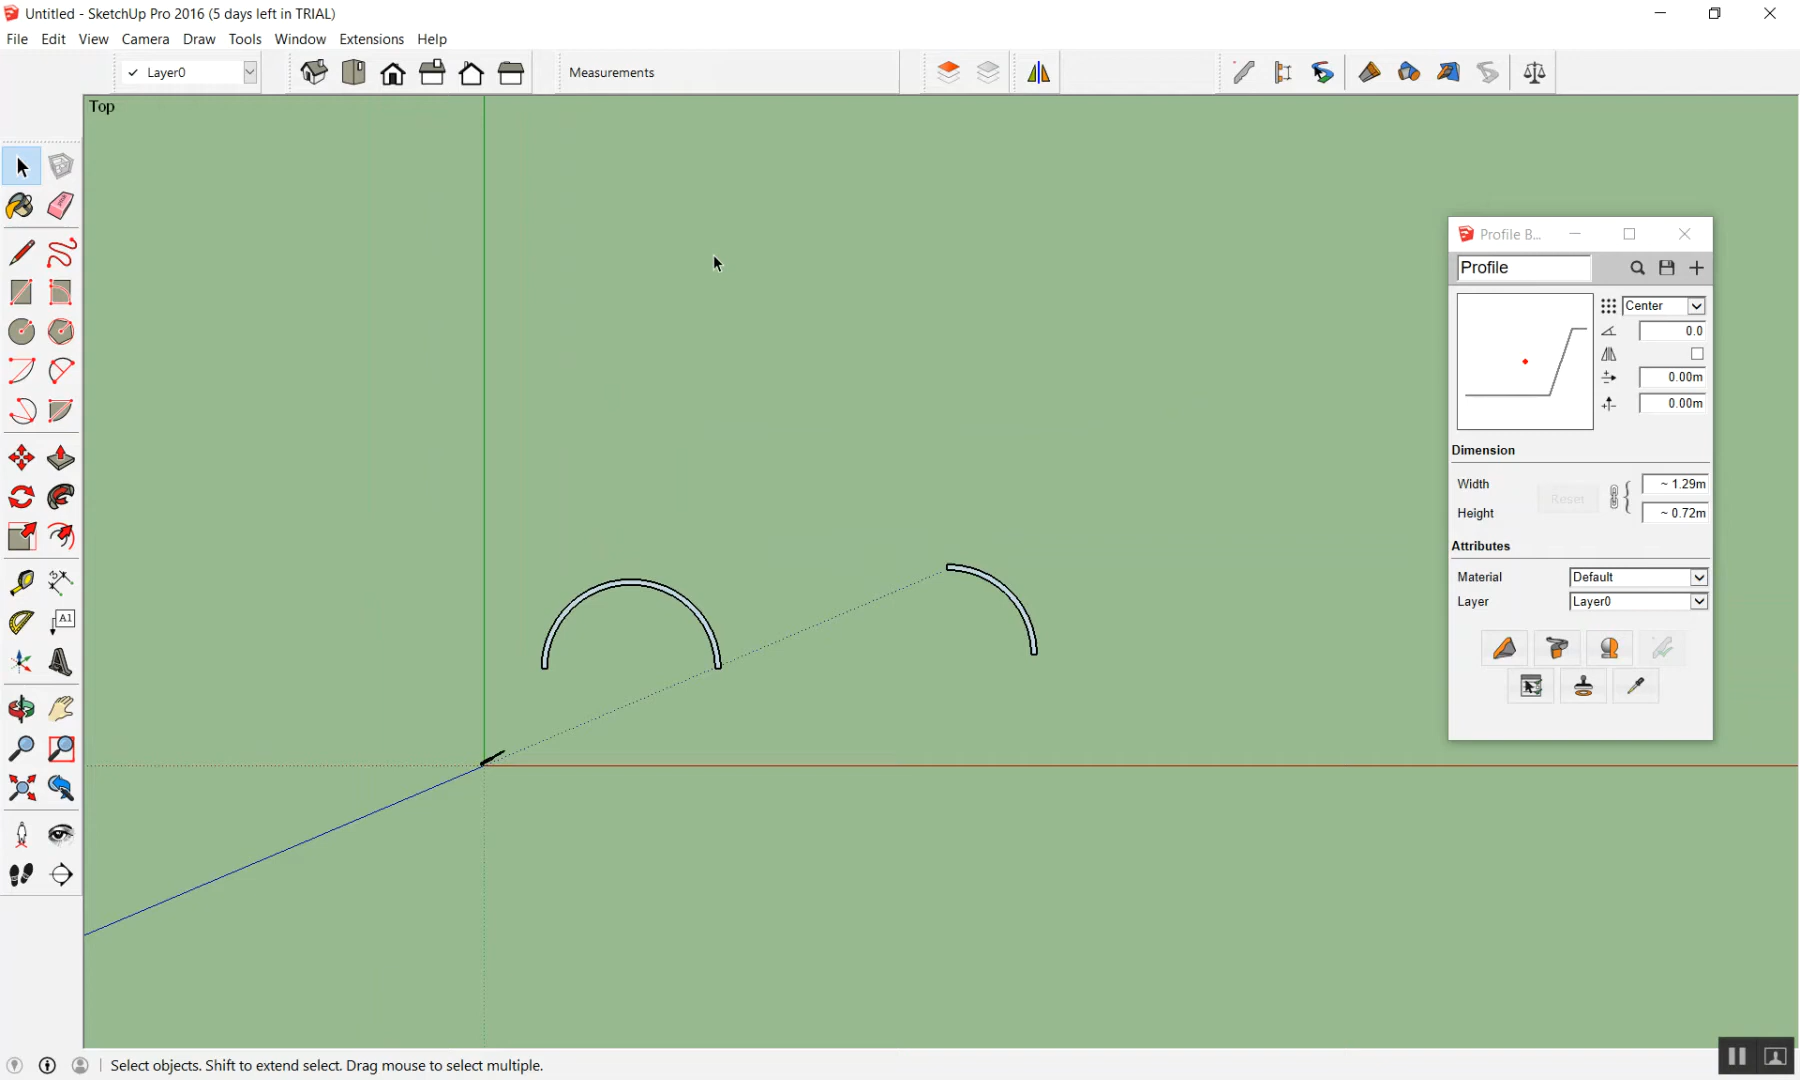 Untitled - SketchUp Pro 2016 (5 days left in TRIAL)
File Edit View Camera Draw Tools Window Extensions Help
Layer0
Measurements
Top
A1
Profile B...
Profile
Center
0.0
0.00m
0.00m
Dimension
Width ~ 1.29m
Reset
Height ~ 0.72m
Attributes
Material Default
Layer Layer0
Select objects. Shift to extend select. Drag mouse to select multiple.